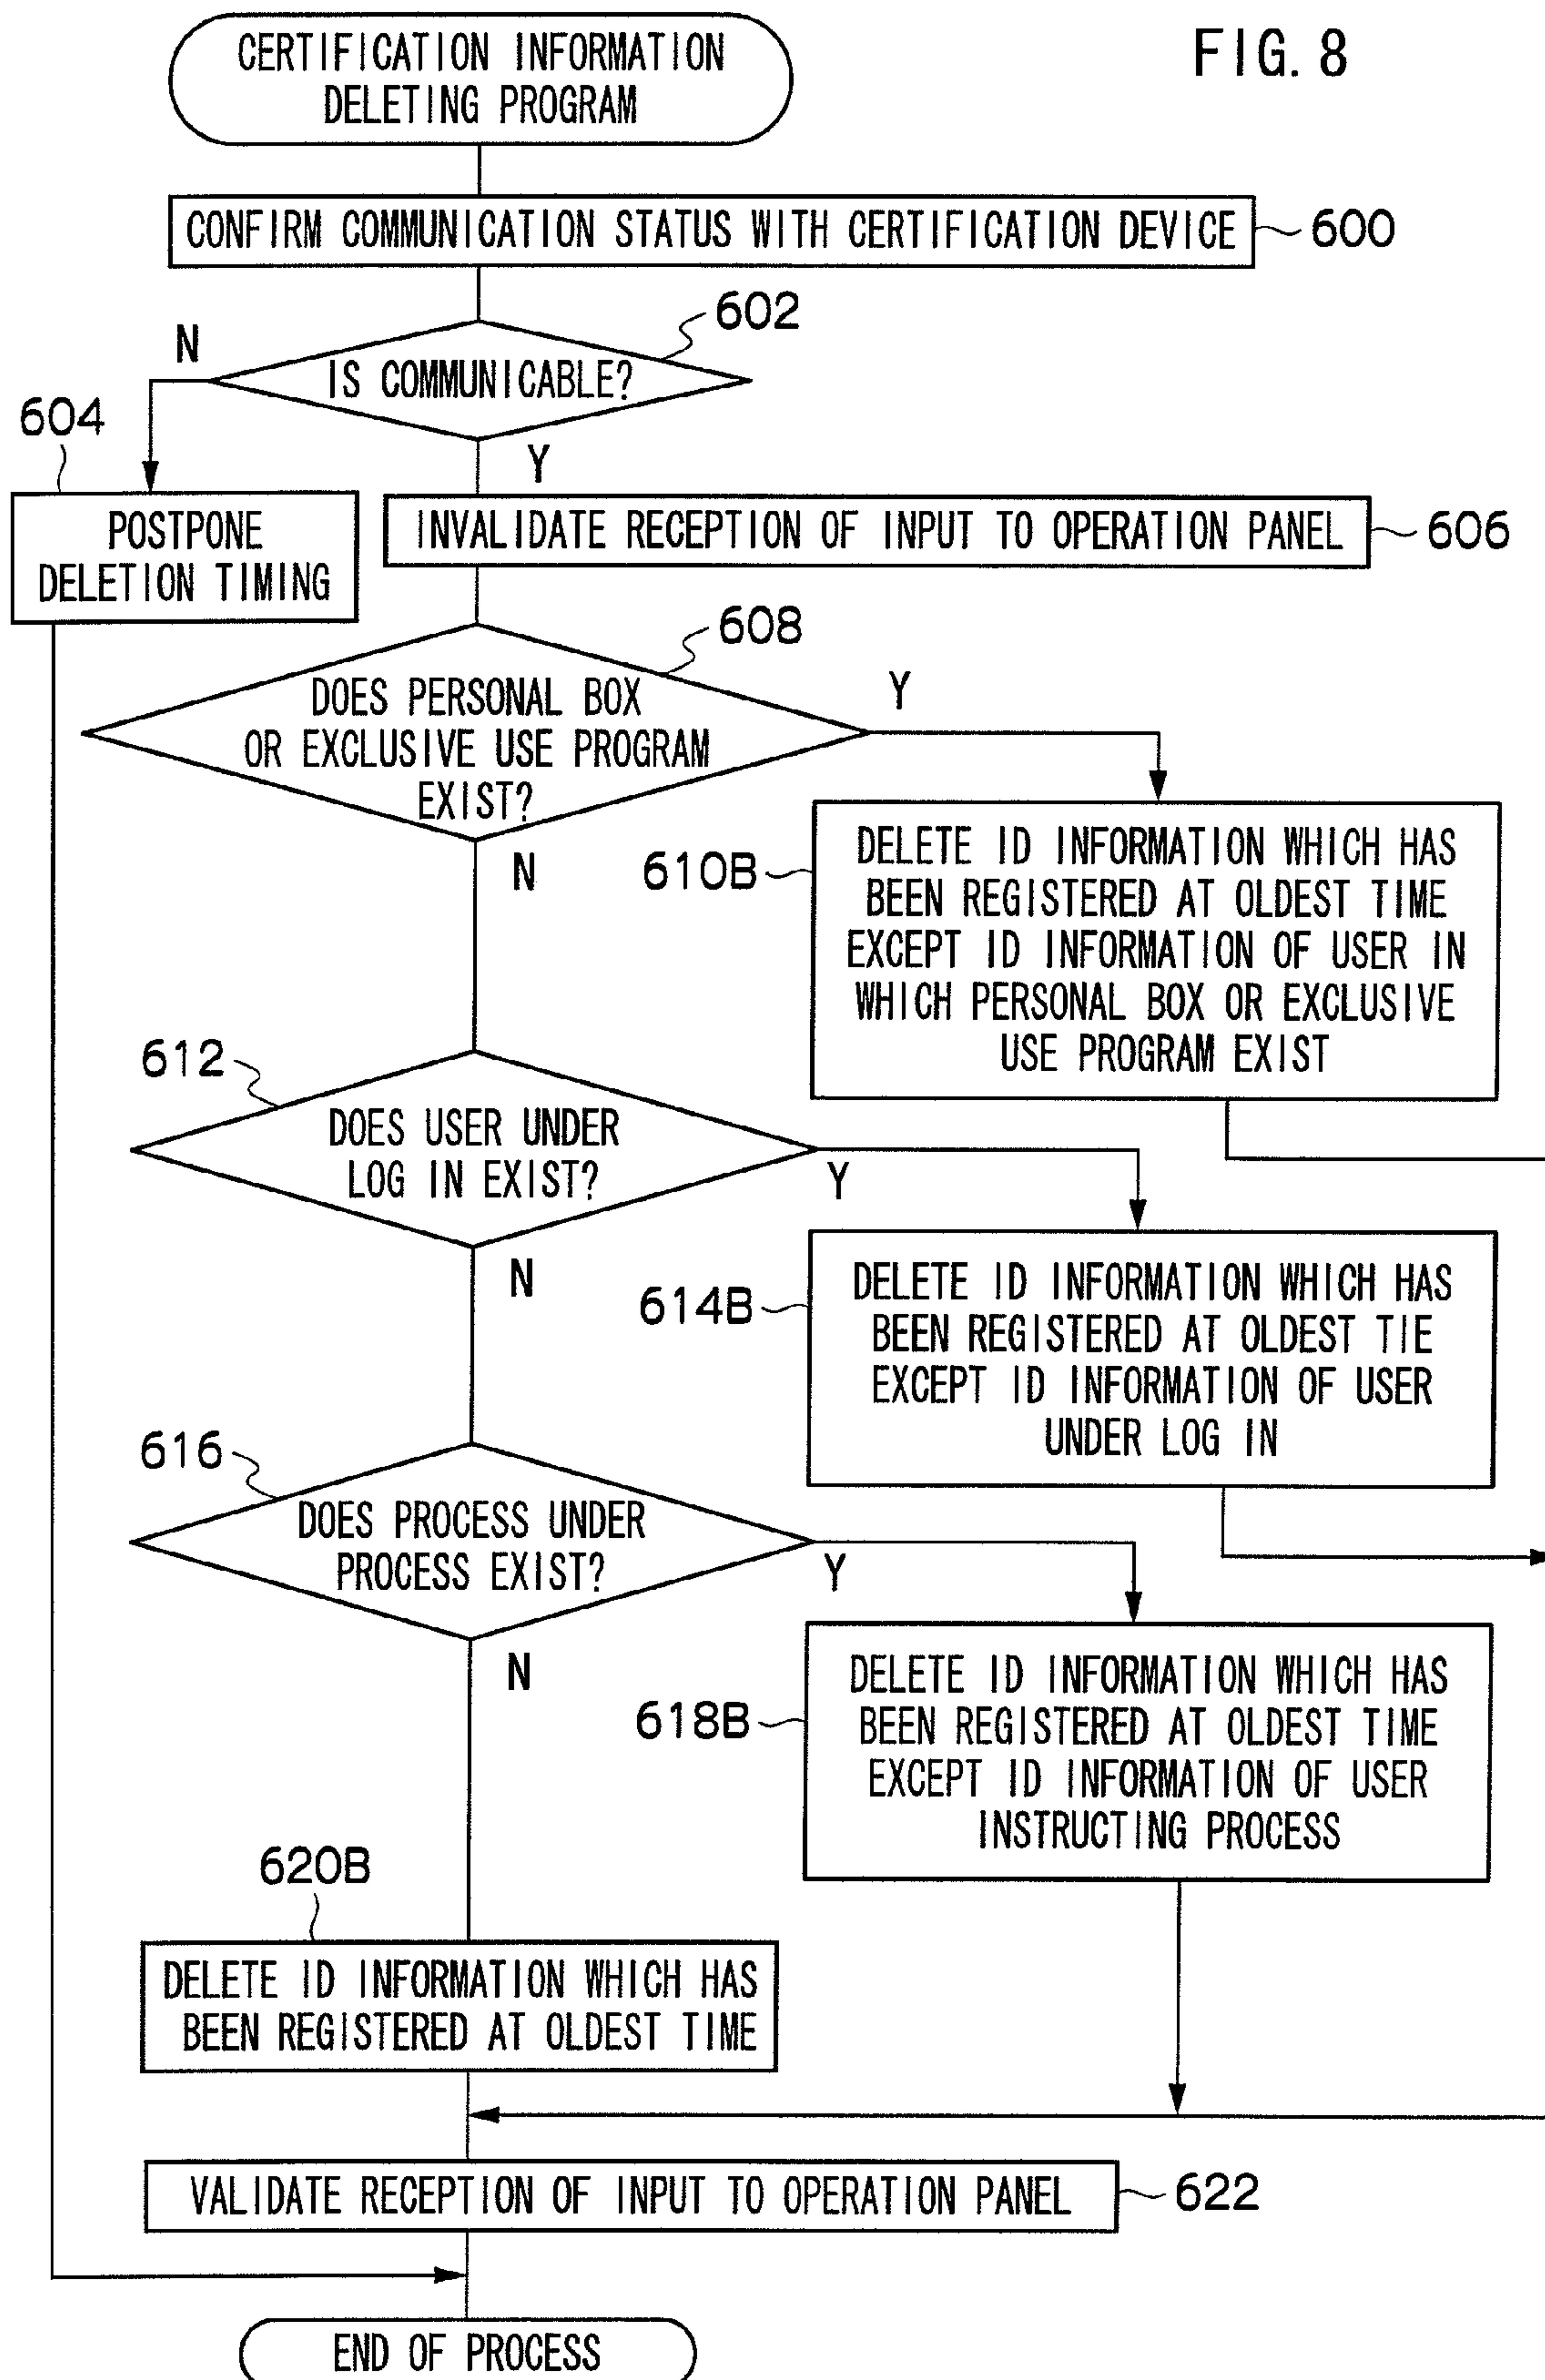 FIG. 8
CERTIFICATION INFORMATION
DELETING PROGRAM
CONFIRM COMMUNICATION STATUS WITH CERTIFICATION DEVICE
600
602
N
IS COMMUNICABLE?
604
Y
POSTPONE
DELETION TIMING
INVALIDATE RECEPTION OF INPUT TO OPERATION PANEL
606
608
DOES PERSONAL BOX
OR EXCLUSIVE USE PROGRAM
EXIST?
Y
N
610B
DELETE ID INFORMATION WHICH HAS
BEEN REGISTERED AT OLDEST TIME
EXCEPT ID INFORMATION OF USER IN
WHICH PERSONAL BOX OR EXCLUSIVE
USE PROGRAM EXIST
612
DOES USER UNDER
LOG IN EXIST?
Y
N
614B
DELETE ID INFORMATION WHICH HAS
BEEN REGISTERED AT OLDEST TIE
EXCEPT ID INFORMATION OF USER
UNDER LOG IN
616
DOES PROCESS UNDER
PROCESS EXIST?
Y
N
618B
DELETE ID INFORMATION WHICH HAS
BEEN REGISTERED AT OLDEST TIME
EXCEPT ID INFORMATION OF USER
INSTRUCTING PROCESS
620B
DELETE ID INFORMATION WHICH HAS
BEEN REGISTERED AT OLDEST TIME
VALIDATE RECEPTION OF INPUT TO OPERATION PANEL
622
END OF PROCESS